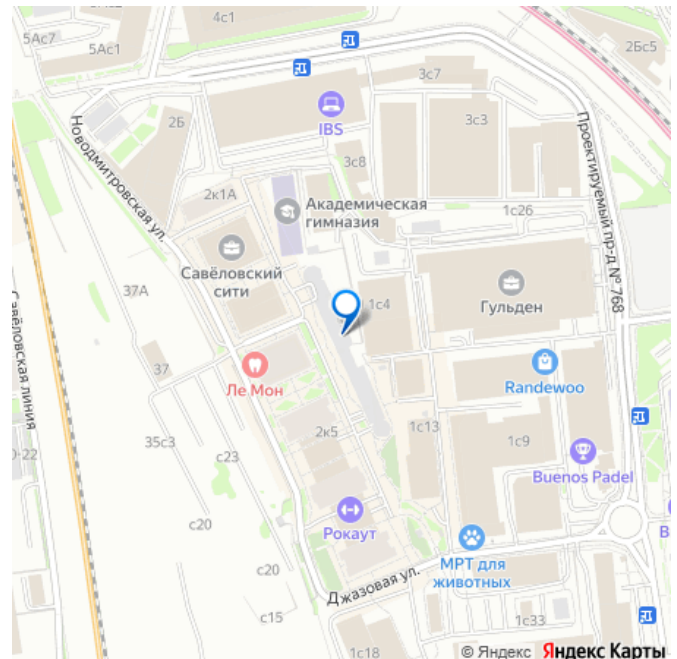 4с1
5Ас7
5Ас1
2Бс5
3с7
IBS
2Б
3с3
3с8
Новодмитровская ул.
Проектируемый пр-д № 768
2к1А
Академическая
гимназия
1с26
Савёловский
сити
37А
1с4
Гульден
Савёловская линия
37
Ле Мон
Randewoo
35с3
2к5
1с13
1с9
с23
Buenos Padel
с20
Рокаут
В
с20
МРТ для
животных
Джазовая ул.
с15
1с33
1с18
© Яндекс Яндекс Карты